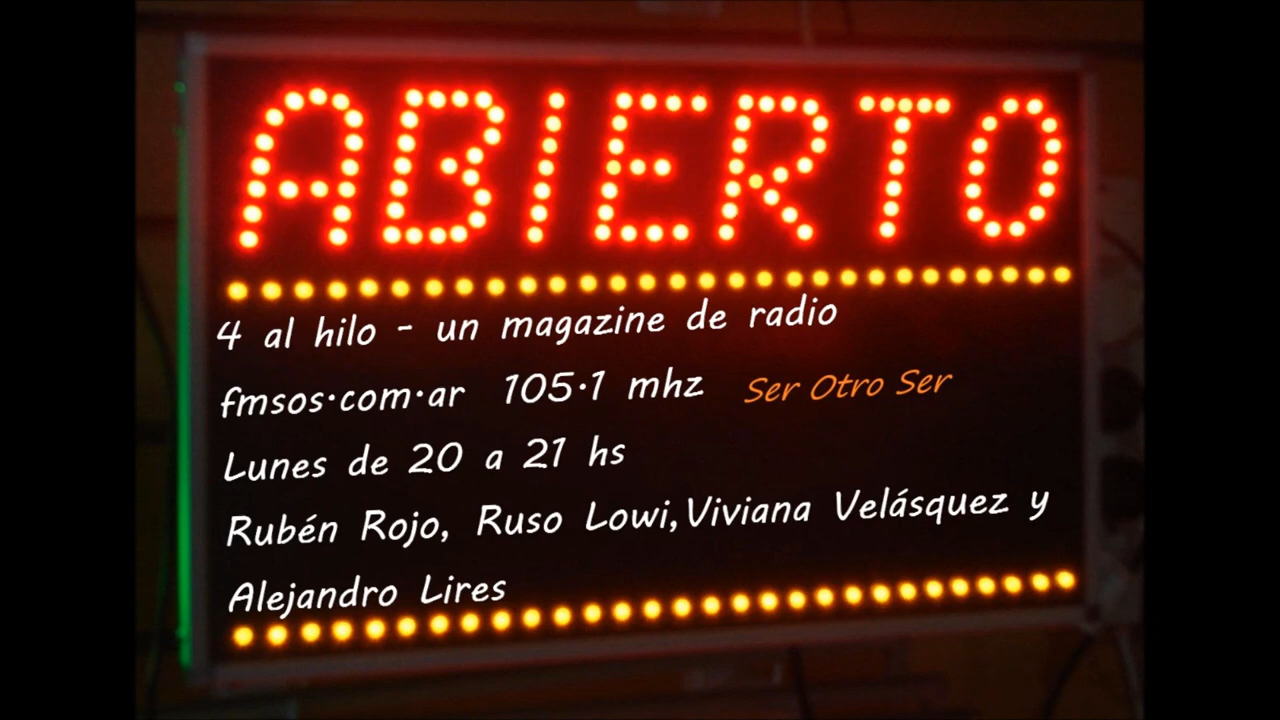 ABIERTO
4 al hilo - un magazine de radio
fmsos.com.ar 105.1 mhz Ser Otro Ser
Lunes de 20 a 21 hs
Rubén Rojo, Ruso Lowi,Viviana Velásquez y
Alejandro Lires